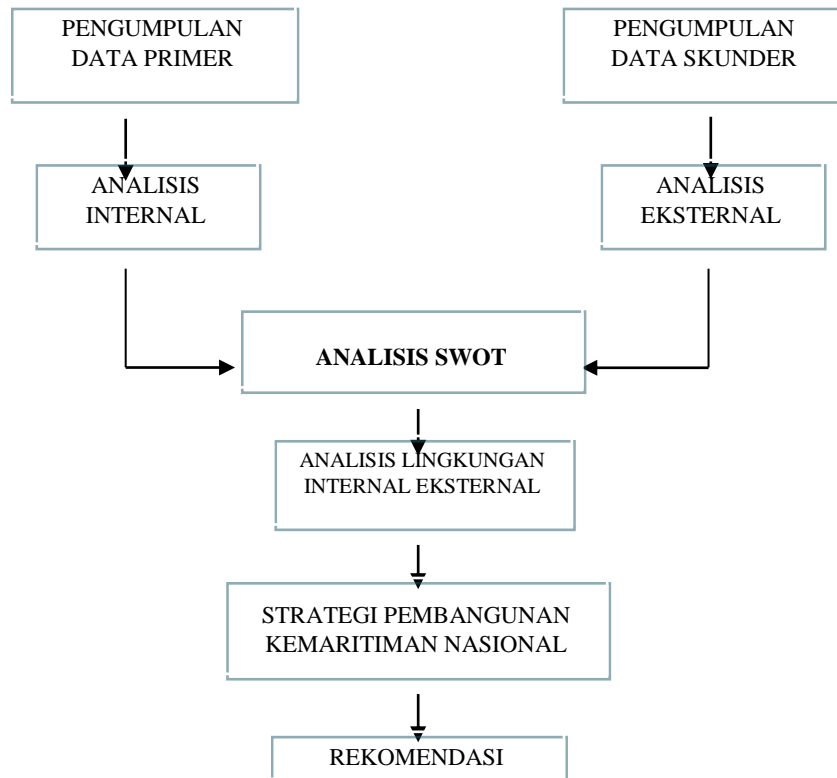 PENGUMPULAN
DATA PRIMER
PENGUMPULAN
DATA SKUNDER
ANALISIS
INTERNAL
ANALISIS
EKSTERNAL
ANALISIS SWOT
ANALISIS LINGKUNGAN
INTERNAL EKSTERNAL
STRATEGI PEMBANGUNAN
KEMARITIMAN NASIONAL
REKOMENDASI